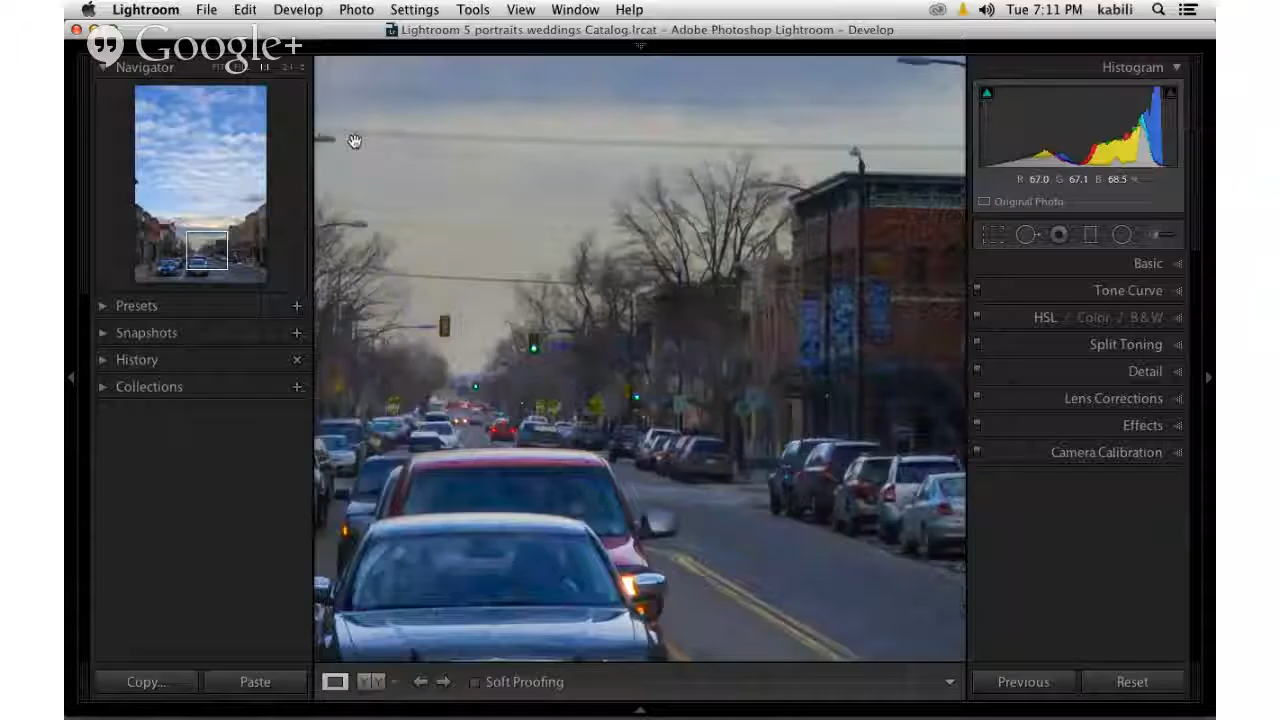 Lightroom File Edit Develop Photo Settings Tools View Window Help Tue 7:11 PM kabili
Lightroom 5 portraits weddings Catalog.lrcat – Adobe Photoshop Lightroom – Develop
Google+
Navigator 1:1
Histogram
R 67.0 G 67.1 B 68.5 %
Original Photo
Basic
Tone Curve
HSL / Color / B&W
Split Toning
Detail
Lens Corrections
Effects
Camera Calibration
Presets
Snapshots
History
Collections
Copy...
Paste
Y Y
Soft Proofing
Previous
Reset